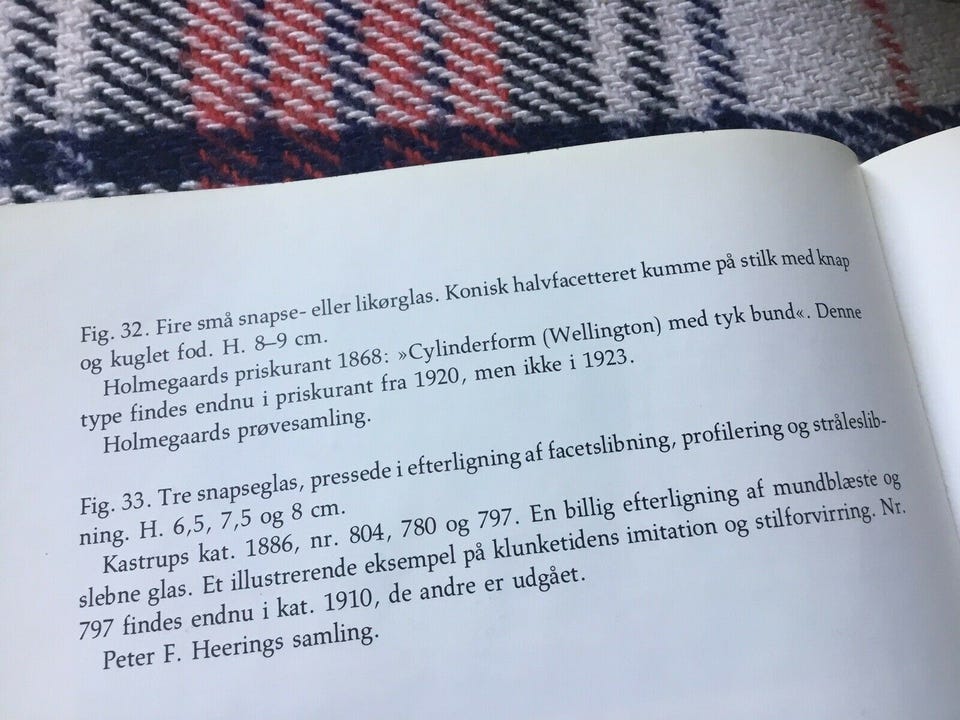 Fig. 32. Fire små snapse- eller likørglas. Konisk halvfacetteret kumme på stilk med knap
og kuglet fod. H. 8–9 cm.
Holmegaards priskurant 1868: »Cylinderform (Wellington) med tyk bund«. Denne
type findes endnu i priskurant fra 1920, men ikke i 1923.
Holmegaards prøvesamling.
Fig. 33. Tre snapseglas, pressede i efterligning af facetslibning, profilering og stråleslib-
ning. H. 6,5, 7,5 og 8 cm.
Kastrups kat. 1886, nr. 804, 780 og 797. En billig efterligning af mundblæste og
slebne glas. Et illustrerende eksempel på klunketidens imitation og stilforvirring. Nr.
797 findes endnu i kat. 1910, de andre er udgået.
Peter F. Heerings samling.